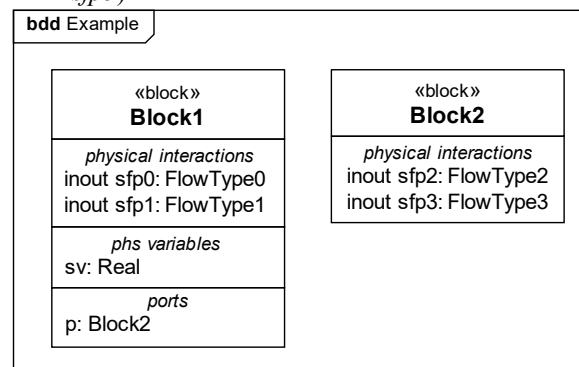 bdd Example
«block»
Block1
physical interactions
inout sfp0: FlowType0
inout sfp1: FlowType1
phs variables
sv: Real
ports
p: Block2
«block»
Block2
physical interactions
inout sfp2: FlowType2
inout sfp3: FlowType3